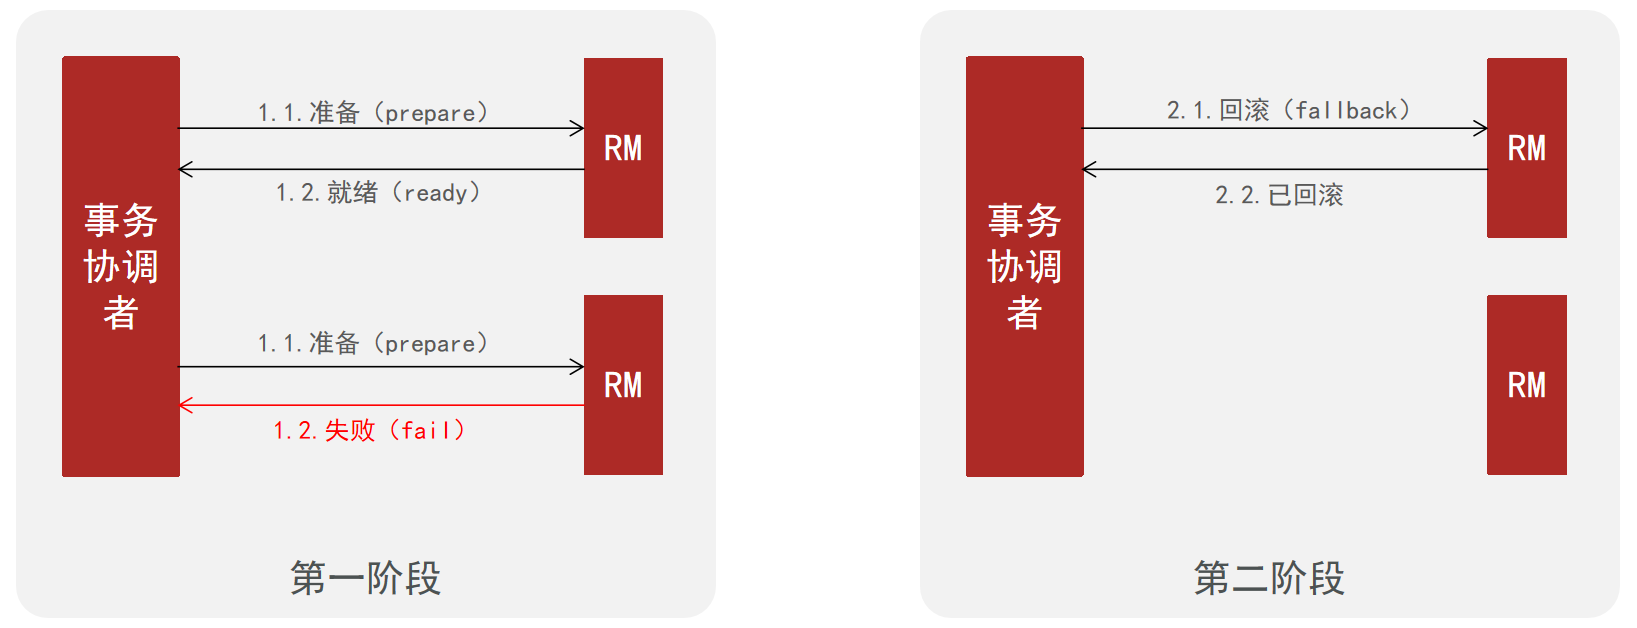 1.1.准备（prepare）
RM
1.2.就绪（ready）
事务
协调
者
1.1.准备（prepare）
RM
1.2.失败（fail）
第一阶段
2.1.回滚（fallback）
RM
2.2.已回滚
事务
协调
者
RM
第二阶段